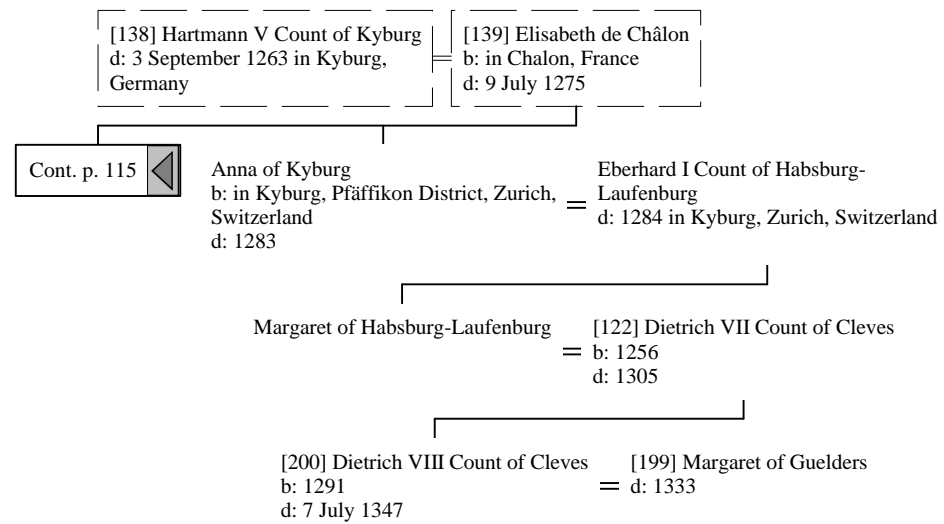 [138] Hartmann V Count of Kyburg
d: 3 September 1263 in Kyburg,
Germany
=
[139] Elisabeth de Châlon
b: in Chalon, France
d: 9 July 1275
Cont. p. 115
Anna of Kyburg
b: in Kyburg, Pfäffikon District, Zurich,
Switzerland
d: 1283
=
Eberhard I Count of Habsburg-
Laufenburg
d: 1284 in Kyburg, Zurich, Switzerland
Margaret of Habsburg-Laufenburg
=
[122] Dietrich VII Count of Cleves
b: 1256
d: 1305
[200] Dietrich VIII Count of Cleves
b: 1291
d: 7 July 1347
=
[199] Margaret of Guelders
d: 1333